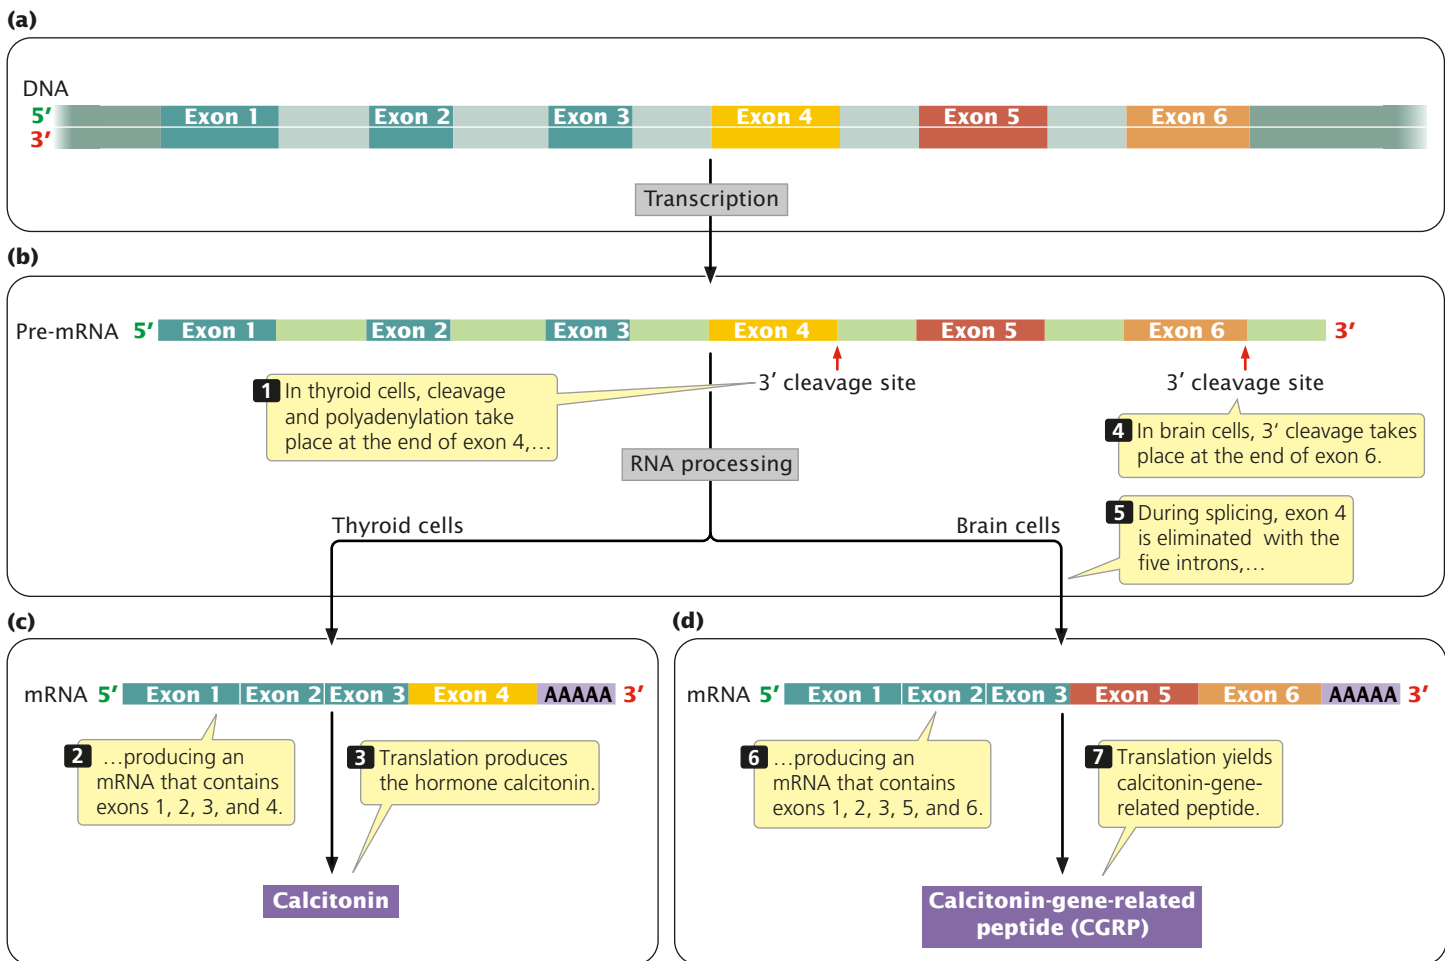 (a)
DNA
5′ Exon 1 Exon 2 Exon 3 Exon 4 Exon 5 Exon 6
3′
Transcription
(b)
Pre-mRNA 5′ Exon 1 Exon 2 Exon 3 Exon 4 Exon 5 Exon 6 3′
3′ cleavage site
3′ cleavage site
1 In thyroid cells, cleavage
and polyadenylation take
place at the end of exon 4,…
4 In brain cells, 3′ cleavage takes
place at the end of exon 6.
RNA processing
Thyroid cells
Brain cells
5 During splicing, exon 4
is eliminated with the
five introns,…
(c)
mRNA 5′ Exon 1 Exon 2 Exon 3 Exon 4 AAAAA 3′
2 …producing an
mRNA that contains
exons 1, 2, 3, and 4.
3 Translation produces
the hormone calcitonin.
Calcitonin
(d)
mRNA 5′ Exon 1 Exon 2 Exon 3 Exon 5 Exon 6 AAAAA 3′
6 …producing an
mRNA that contains
exons 1, 2, 3, 5, and 6.
7 Translation yields
calcitonin-gene-
related peptide.
Calcitonin-gene-related
peptide (CGRP)